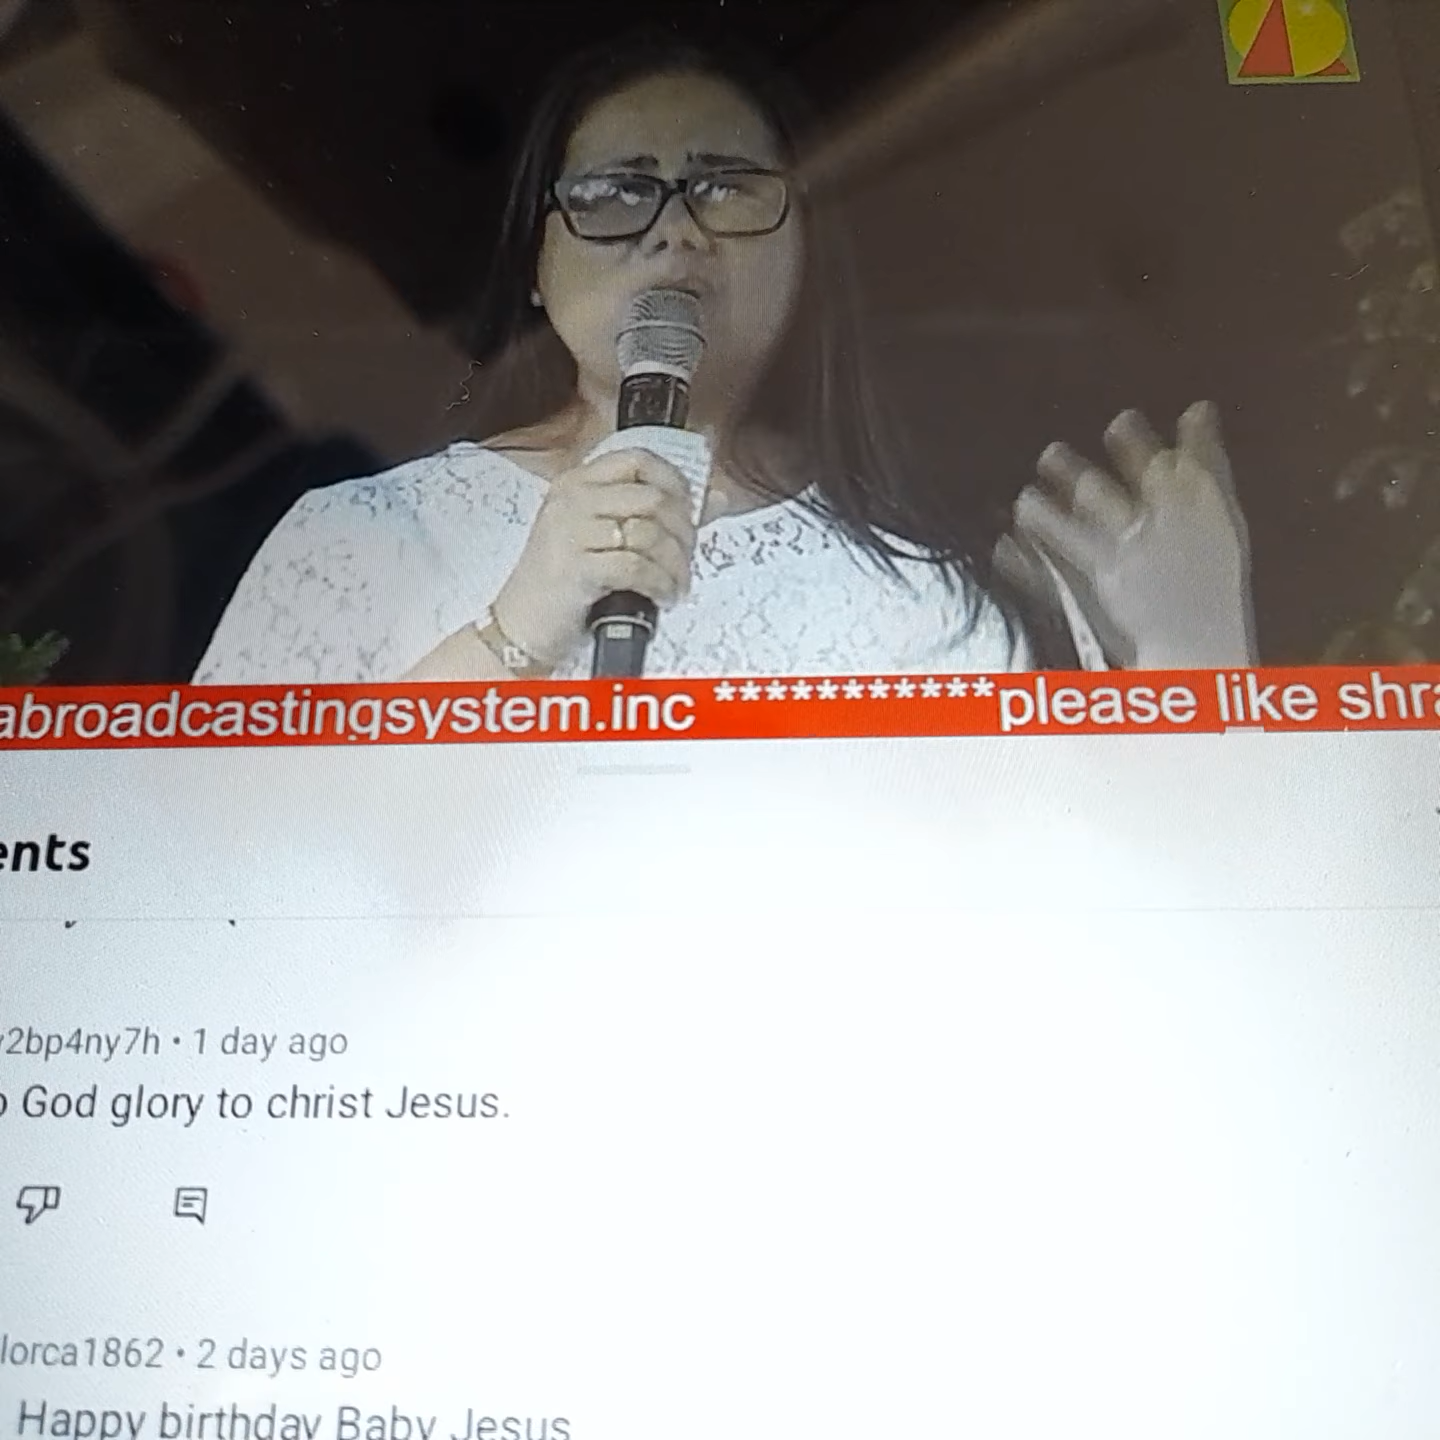 abroadcastingsystem.inc ***********please like shra
ents
2bp4ny7h • 1 day ago
God glory to christ Jesus.
lorca1862 • 2 days ago
Happy birthday Baby Jesus